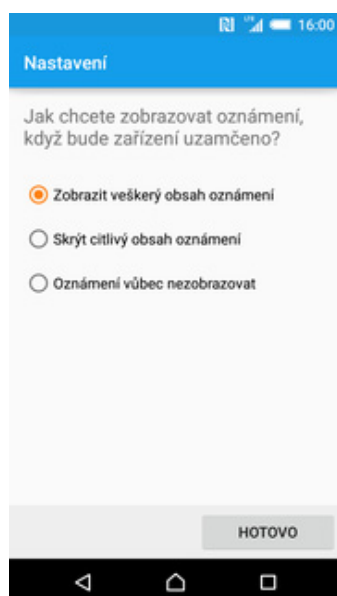 16:00
Nastavení
Jak chcete zobrazovat oznámení,
když bude zařízení uzamčeno?
Zobrazit veškerý obsah oznámení
Skrýt citlivý obsah oznámení
Oznámení vůbec nezobrazovat
HOTOVO